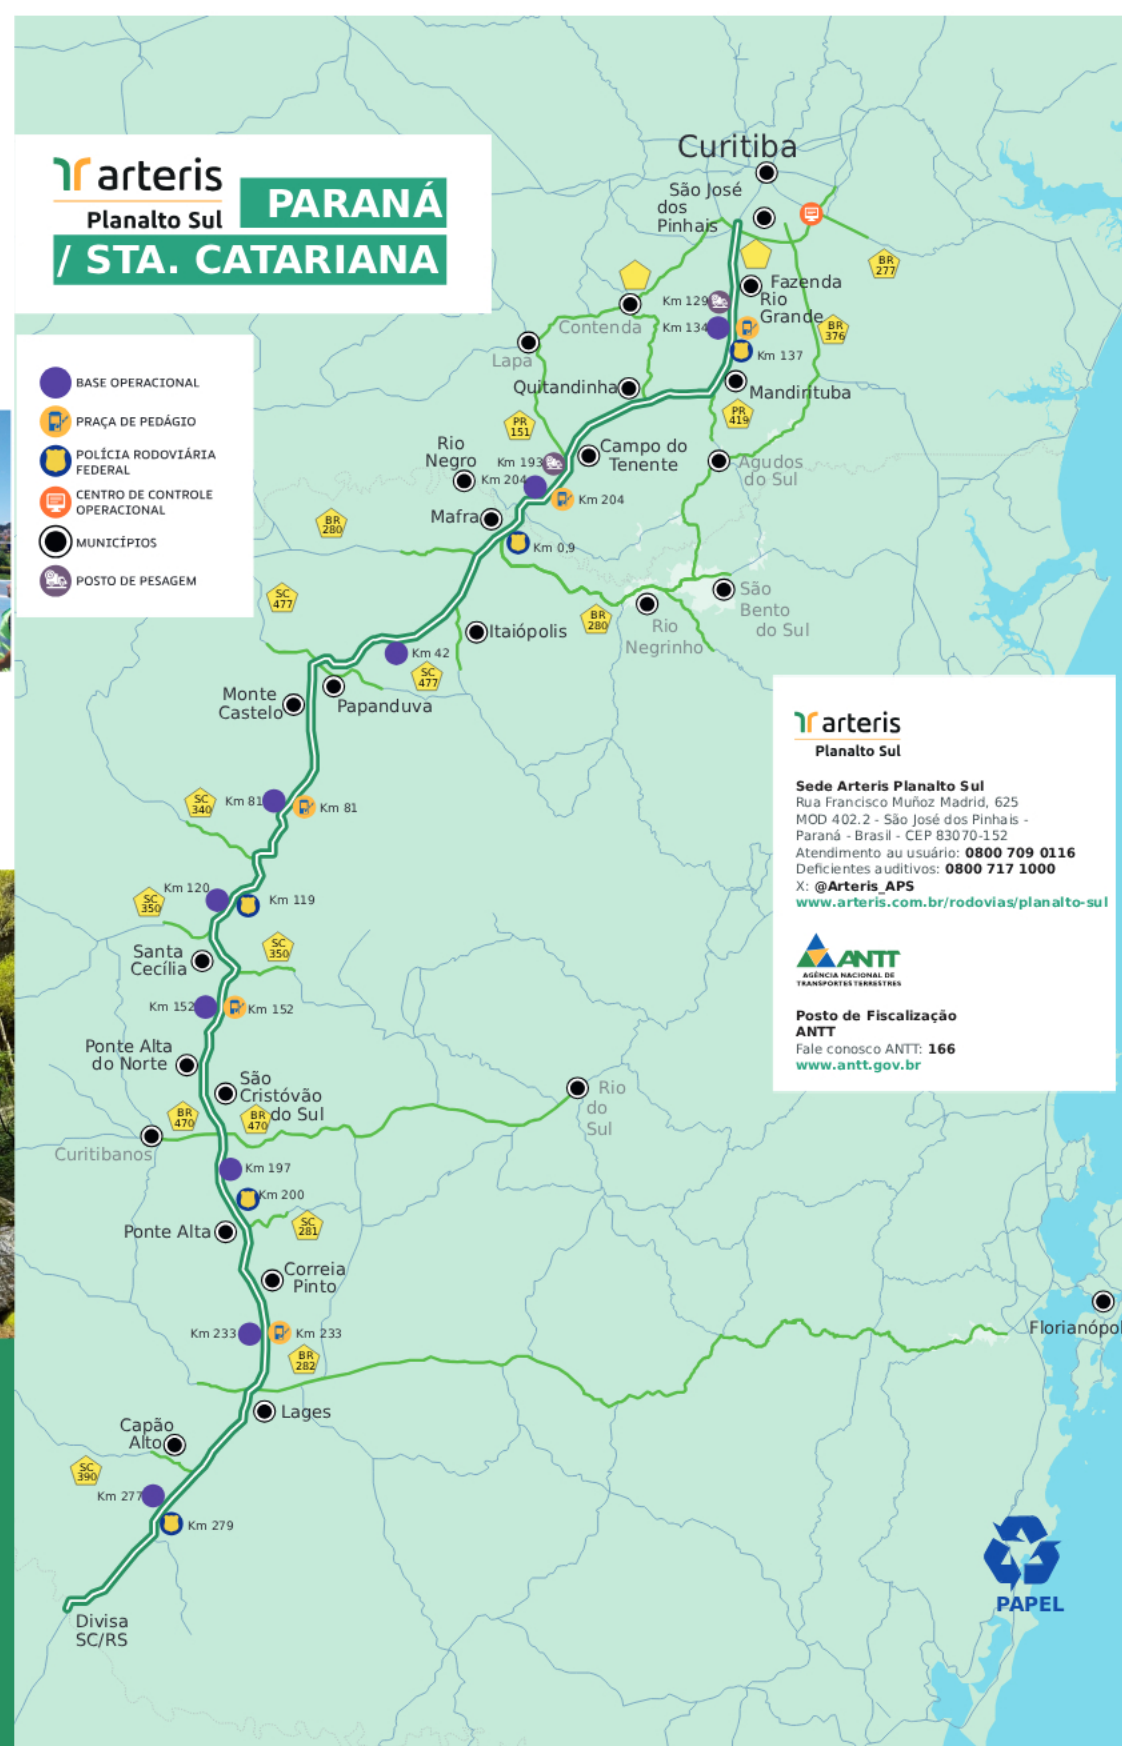 arteris
Planalto Sul
PARANÁ
/ STA. CATARIANA
BASE OPERACIONAL
PRAÇA DE PEDÁGIO
POLÍCIA RODOVIÁRIA
FEDERAL
CENTRO DE CONTROLE
OPERACIONAL
MUNICÍPIOS
POSTO DE PESAGEM
Curitiba
São José
dos
Pinhais
BR
277
Fazenda
Rio
Grande
Km 129
Contenda
Km 134
BR
376
Km 137
Lapa
Quitandinha
Mandirituba
PR
419
PR
151
Rio
Negro
Campo do
Tenente
Km 193
Agudos
do Sul
Km 204
Km 204
Mafra
BR
280
Km 0,9
SC
477
São
Bento
do Sul
BR
280
Rio
Negrinho
Itaiópolis
Km 42
SC
477
Monte
Castelo
Papanduva
SC
340
Km 81
Km 81
Km 120
SC
350
Km 119
Santa
Cecília
SC
350
Km 152
Km 152
Ponte Alta
do Norte
São
Cristóvão
do Sul
BR
470
BR
470
Rio
do
Sul
Curitibanos
Km 197
Km 200
SC
281
Ponte Alta
Correia
Pinto
Km 233
Km 233
BR
282
Florianópol
Lages
Capão
Alto
SC
390
Km 277
Km 279
Divisa
SC/RS
arteris
Planalto Sul
Sede Arteris Planalto Sul
Rua Francisco Muñoz Madrid, 625
MOD 402.2 - São José dos Pinhais -
Paraná - Brasil - CEP 83070-152
Atendimento au usuário: 0800 709 0116
Deficientes auditivos: 0800 717 1000
X: @Arteris_APS
www.arteris.com.br/rodovias/planalto-sul
ANTT
AGÊNCIA NACIONAL DE
TRANSPORTES TERRESTRES
Posto de Fiscalização
ANTT
Fale conosco ANTT: 166
www.antt.gov.br
PAPEL